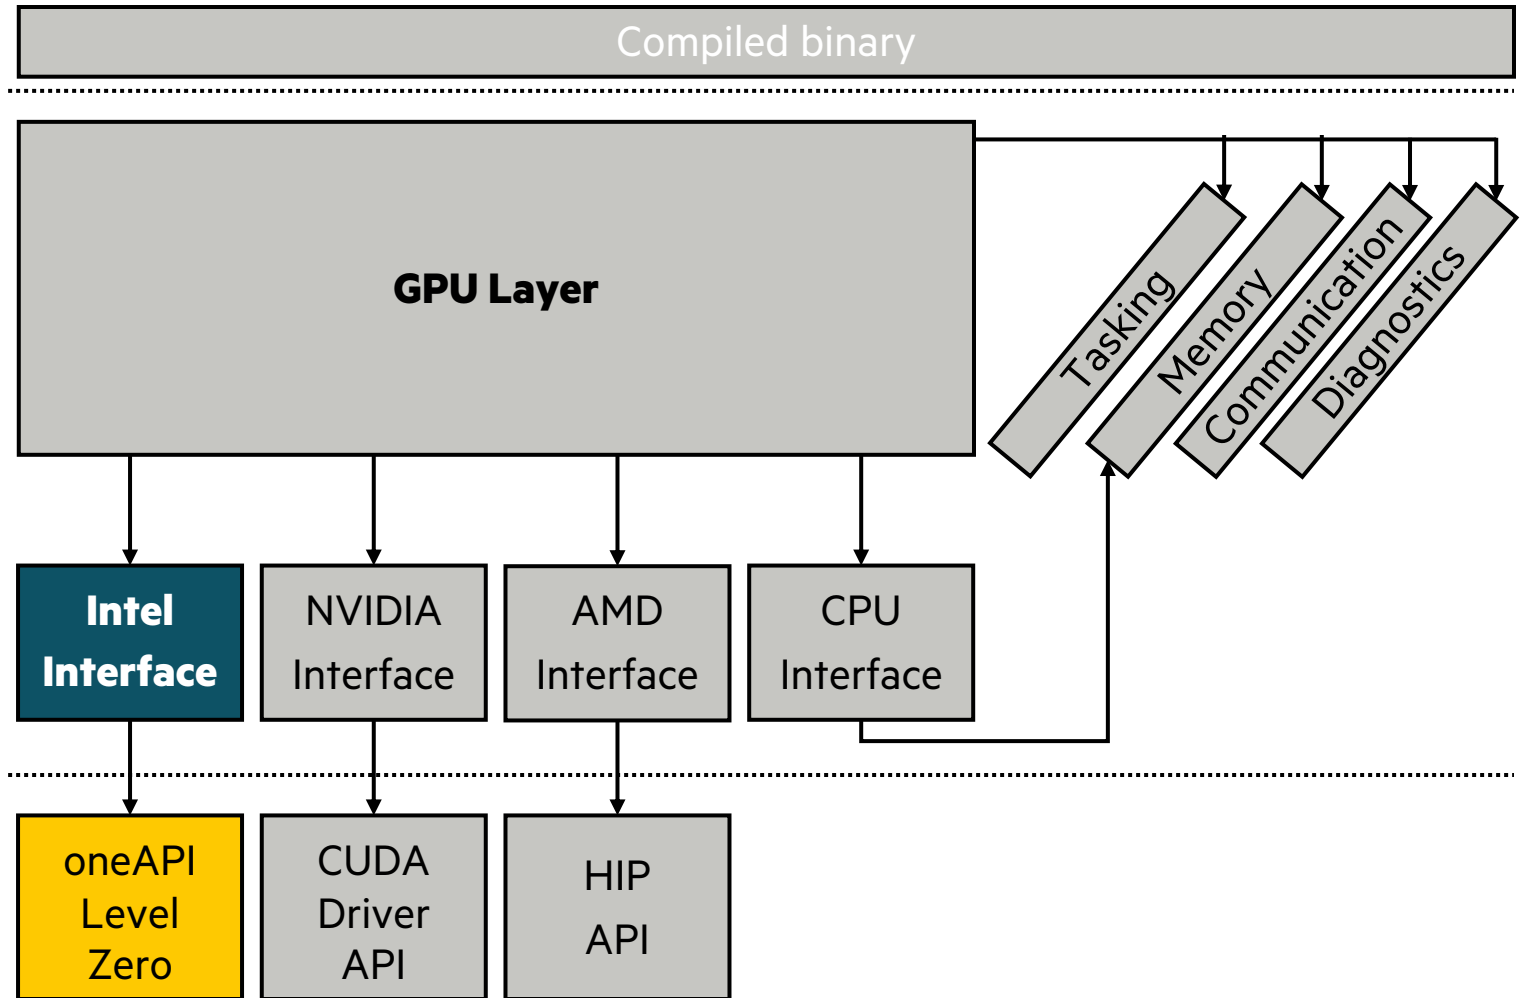 Compiled binary
GPU Layer
Tasking
Memory
Communication
Diagnostics
Intel
Interface
NVIDIA
Interface
AMD
Interface
CPU
Interface
oneAPI
Level
Zero
CUDA
Driver
API
HIP
API